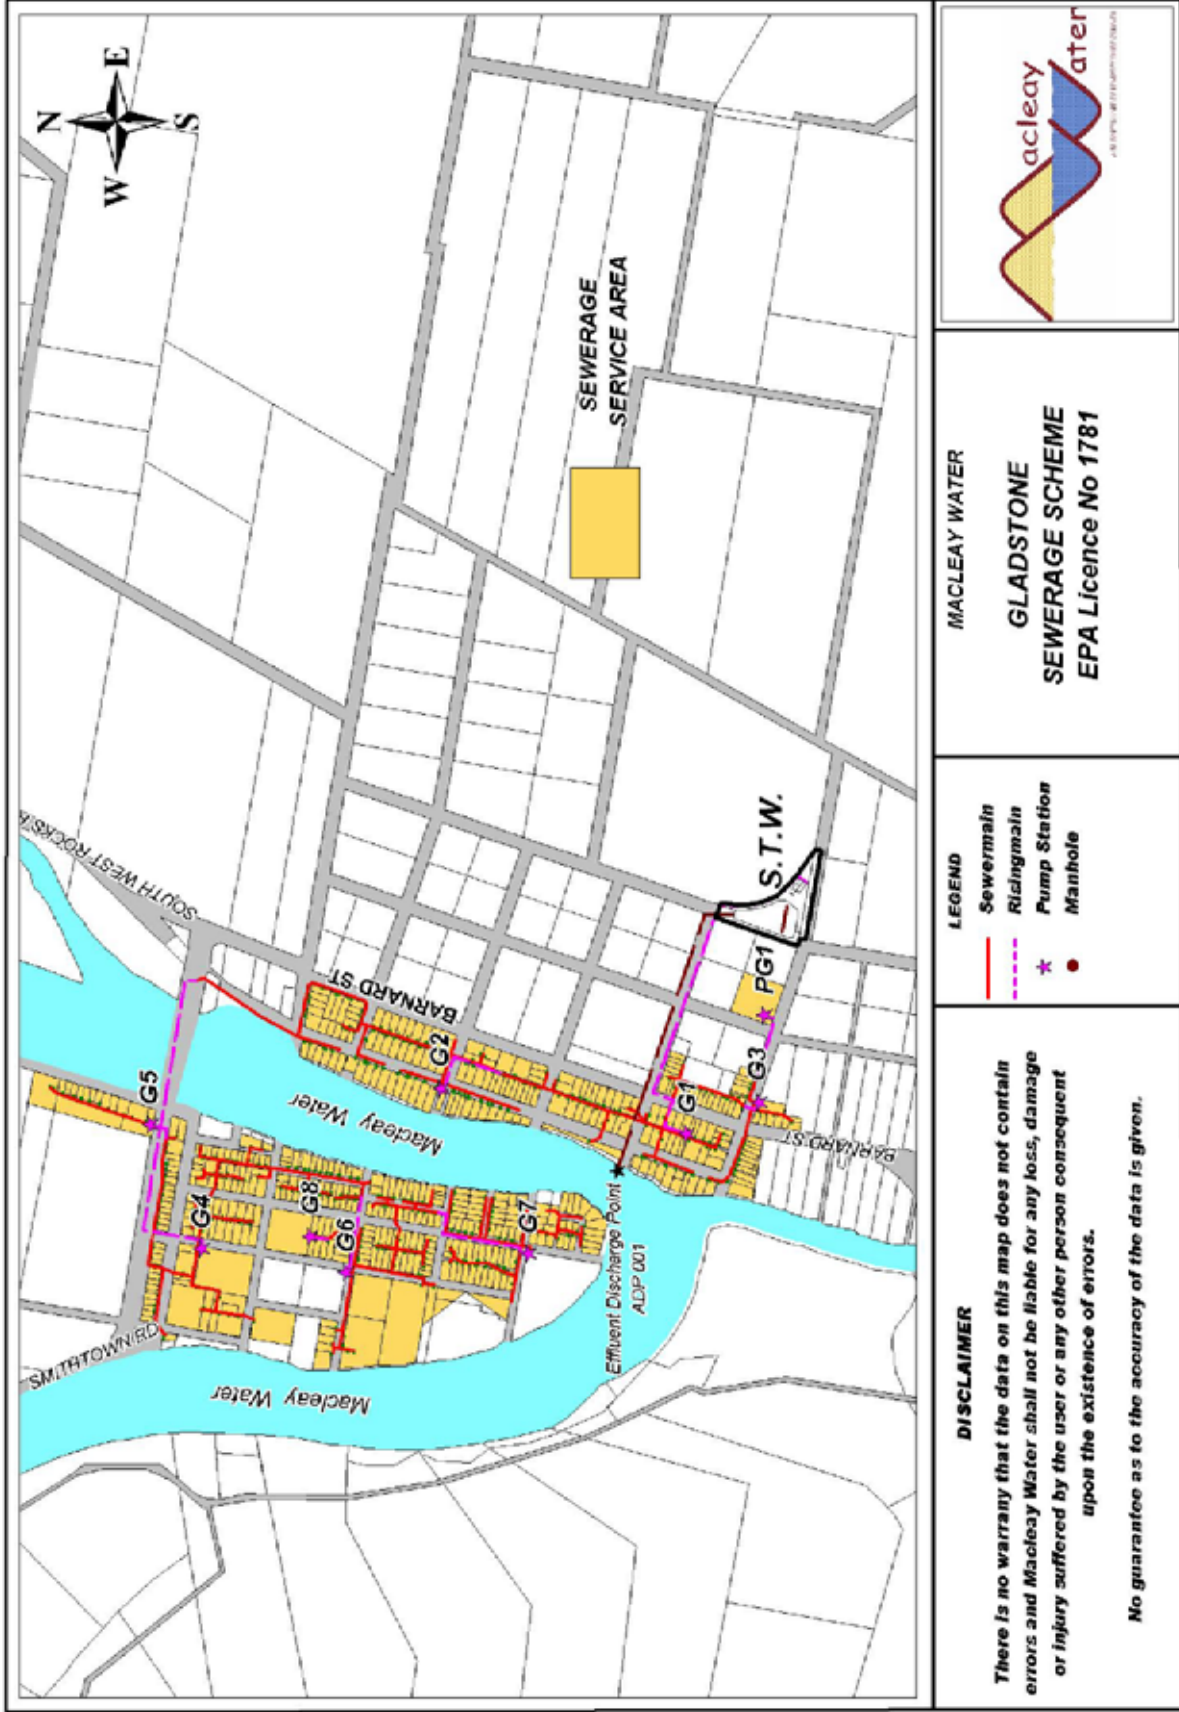 N
E
S
W
SOUTH WEST ROCKS R
SEWERAGE
SERVICE AREA
BARNARD ST
G5
G4
G8
G6
G7
G2
G1
G3
PG1
S.T.W.
SMITHTOWN RD
Macleay Water
Macleay Water
BARNARD ST
Effluent Discharge Point
ADP 001
DISCLAIMER
There is no warrany that the data on this map does not contain
errors and Macleay Water shall not be liable for any loss, damage
or injury suffered by the user or any other person consequent
upon the existence of errors.
No guarantee as to the accuracy of the data is given.
LEGEND
Sewermain
Risingmain
Pump Station
Manhole
MACLEAY WATER
GLADSTONE
SEWERAGE SCHEME
EPA Licence No 1781
acleay
ater